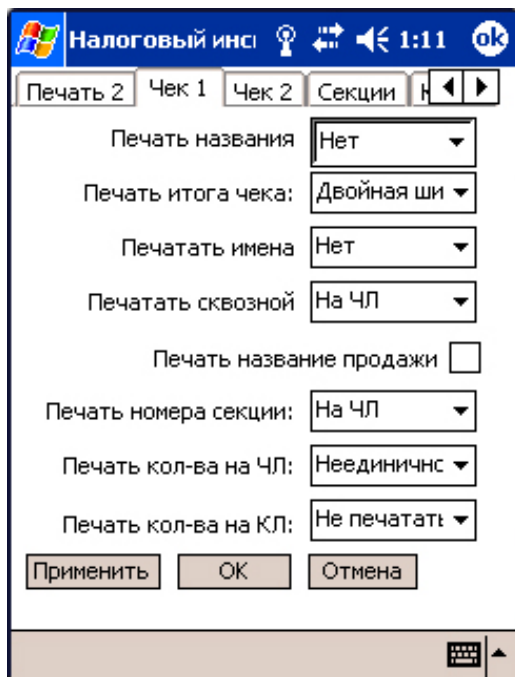 Налоговый инс 1:11 ok
Печать 2 Чек 1 Чек 2 Секции
Печать названия Нет
Печать итога чека: Двойная ши
Печатать имена Нет
Печатать сквозной На ЧЛ
Печать название продажи
Печать номера секции: На ЧЛ
Печать кол-ва на ЧЛ: Неединичнс
Печать кол-ва на КЛ: Не печатать
Применить ОК Отмена